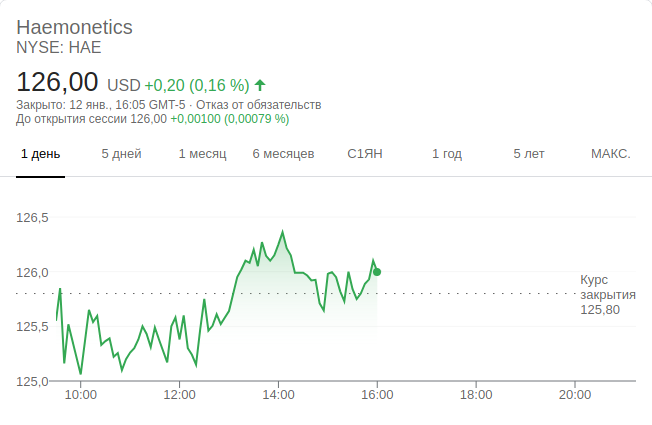 Haemonetics
NYSE: HAE
126,00 USD +0,20 (0,16 %)
Закрыто: 12 янв., 16:05 GMT-5 · Отказ от обязательств
До открытия сессии 126,00 +0,00100 (0,00079 %)
1 день 5 дней 1 месяц 6 месяцев С1ЯН 1 год 5 лет МАКС.
126,5
126,0
Курс
закрытия
125,80
125,5
125,0
10:00 12:00 14:00 16:00 18:00 20:00